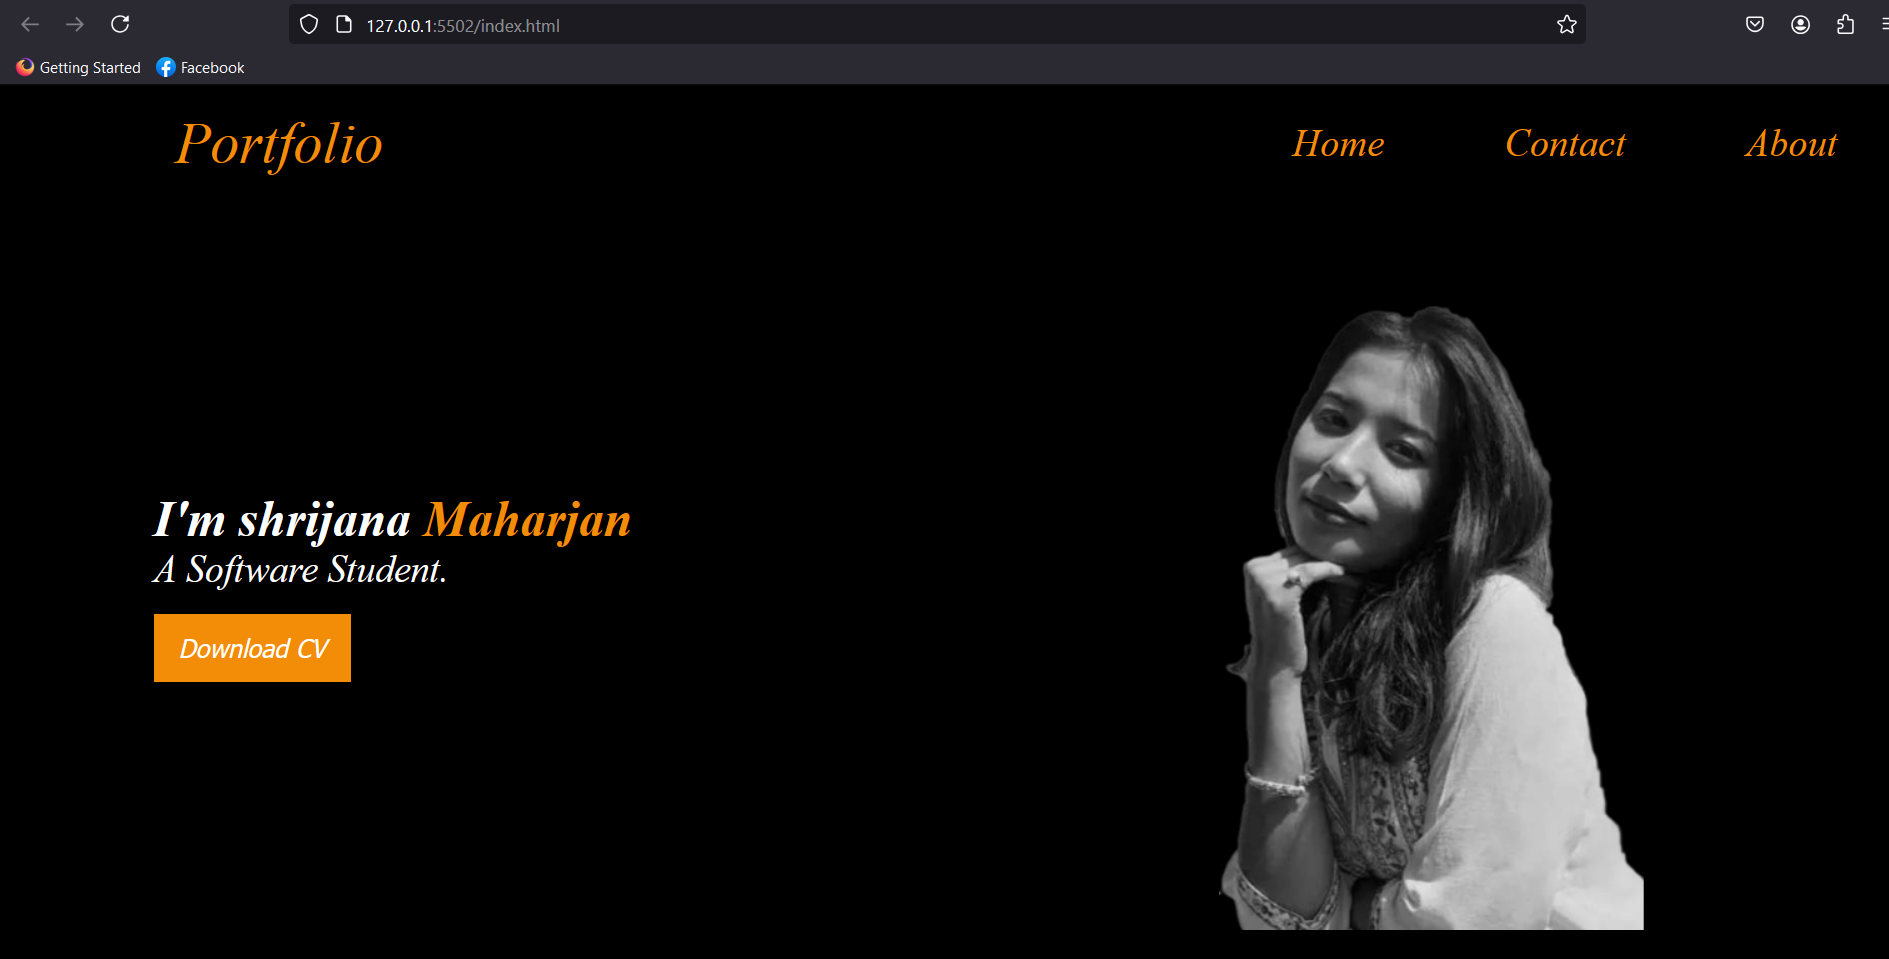 127.0.0.1:5502/index.html
Getting Started Facebook
Portfolio Home Contact About
I'm shrijana Maharjan
A Software Student.
Download CV